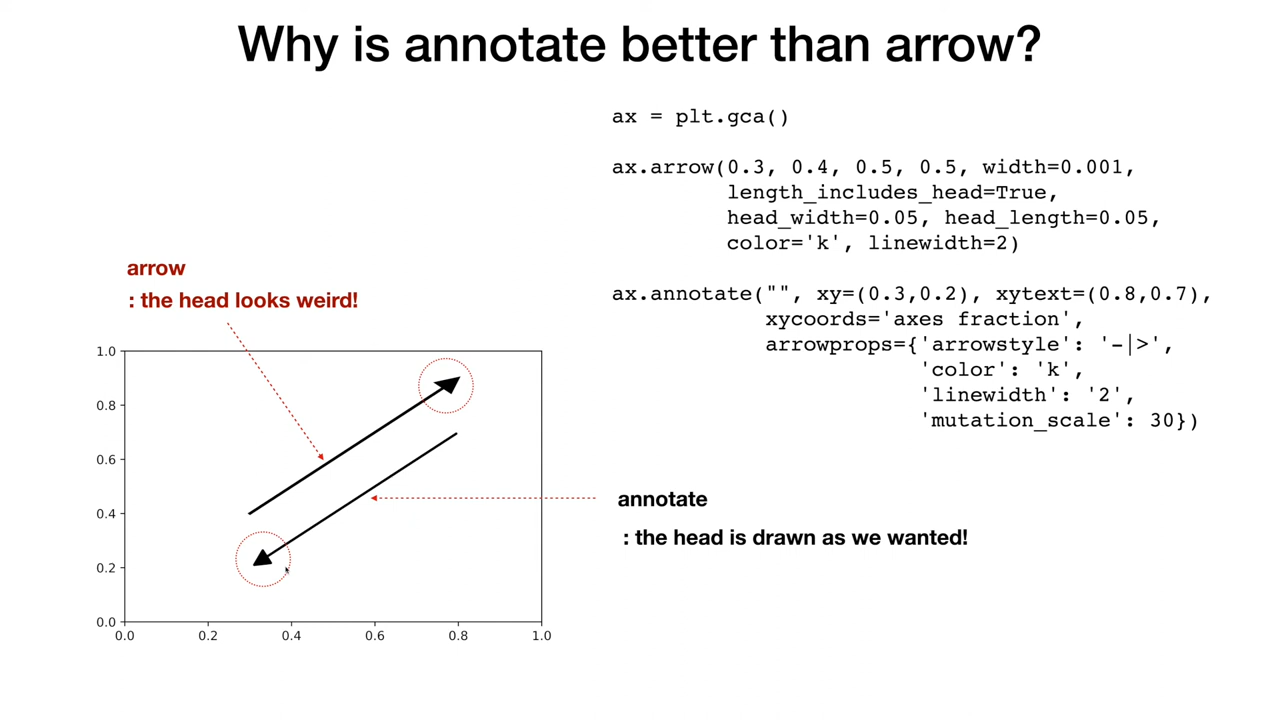 Why is annotate better than arrow?
ax = plt.gca()
ax.arrow(0.3, 0.4, 0.5, 0.5, width=0.001,
length_includes_head=True,
head_width=0.05, head_length=0.05,
color='k', linewidth=2)
ax.annotate("", xy=(0.3,0.2), xytext=(0.8,0.7),
xycoords='axes fraction',
arrowprops={'arrowstyle': '-|>',
'color': 'k',
'linewidth': '2',
'mutation_scale': 30})
arrow
: the head looks weird!
1.0
0.8
0.6
0.4
0.2
0.0
0.0 0.2 0.4 0.6 0.8 1.0
annotate
: the head is drawn as we wanted!